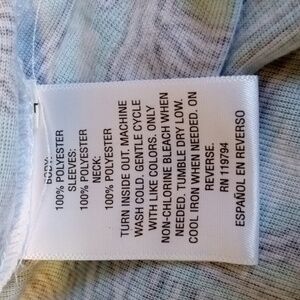 BODY:
100% POLYESTER
SLEEVES:
100% POLYESTER
NECK:
100% POLYESTER
TURN INSIDE OUT. MACHINE
WASH COLD. GENTLE CYCLE
WITH LIKE COLORS. ONLY
NON-CHLORINE BLEACH WHEN
NEEDED. TUMBLE DRY LOW.
COOL IRON WHEN NEEDED. ON
REVERSE.
RN 119794
ESPAÑOL EN REVERSO